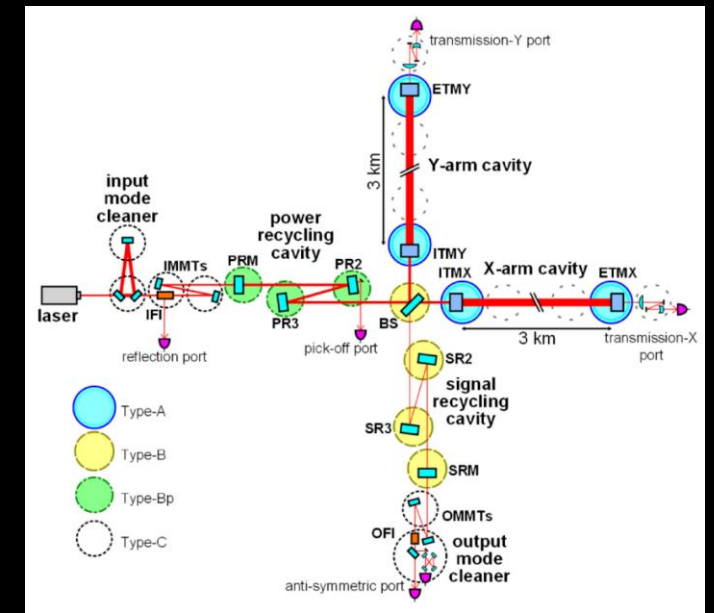 transmission-Y port
ETMY
3 km
Y-arm cavity
input
mode
cleaner
power
recycling
cavity
IMMTs
PRM
PR2
ITMY
ITMX
X-arm cavity
ETMX
laser
IFI
PR3
BS
reflection port
pick-off port
3 km
transmission-X
port
SR2
signal
recycling
cavity
Type-A
SR3
Type-B
SRM
Type-Bp
OMMTs
Type-C
OFI
output
mode
cleaner
anti-symmetric port